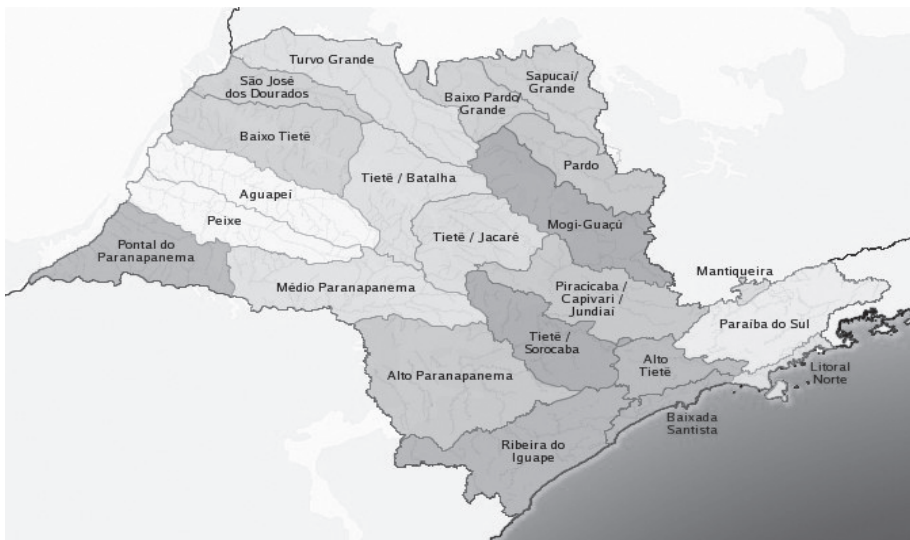 Turvo Grande
São José
dos Dourados
Sapucaí/
Grande
Baixo Pardo/
Grande
Baixo Tietê
Pardo
Tietê / Batalha
Aguapeí
Peixe
Mogi-Guaçú
Tietê / Jacaré
Pontal do
Paranapanema
Médio Paranapanema
Mantiqueira
Piracicaba /
Capivari /
Jundiaí
Paraíba do Sul
Tietê /
Sorocaba
Alto
Tietê
Litoral
Norte
Alto Paranapanema
Baixada
Santista
Ribeira do
Iguape